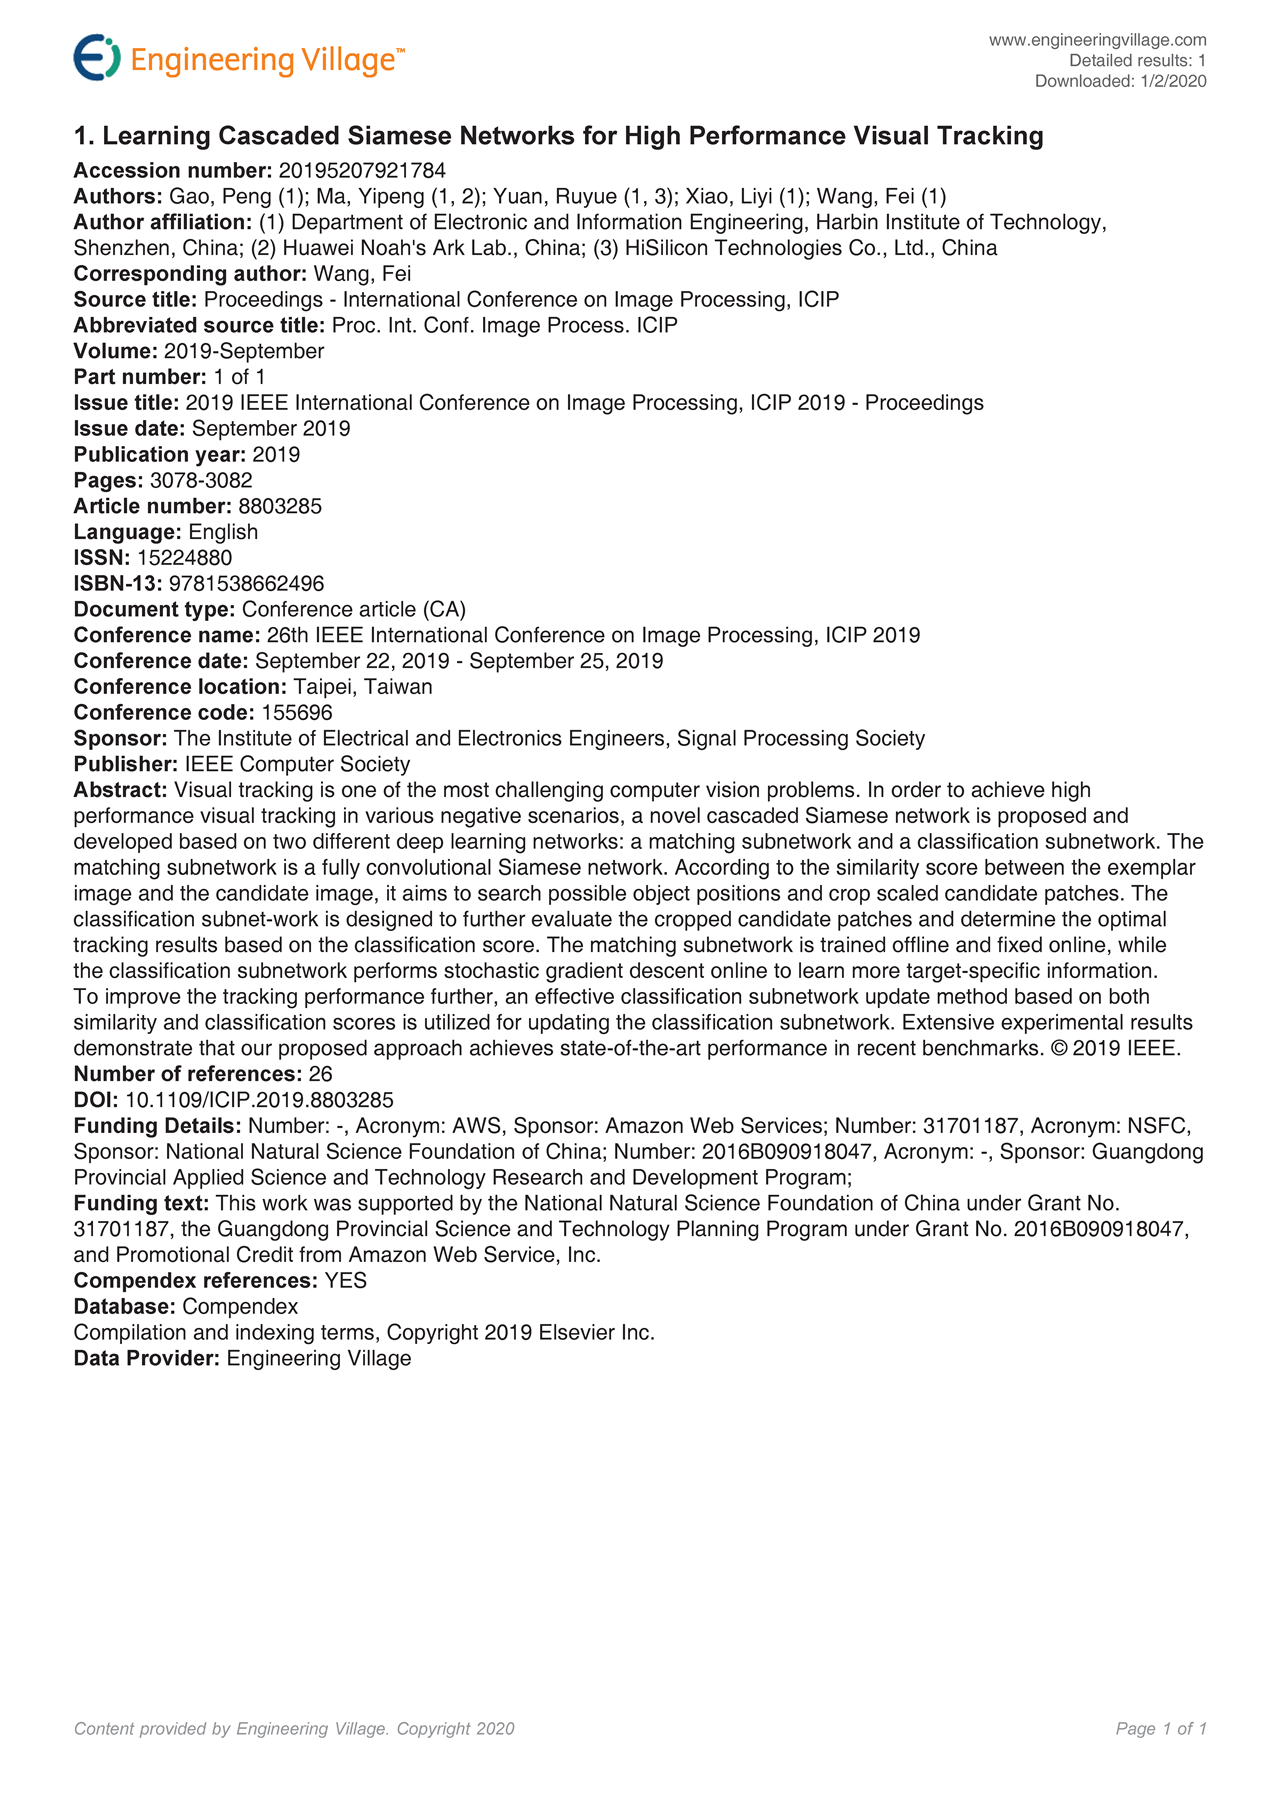 Engineering Village™
www.engineeringvillage.com
Detailed results: 1
Downloaded: 1/2/2020
1. Learning Cascaded Siamese Networks for High Performance Visual Tracking
Accession number: 20195207921784
Authors: Gao, Peng (1); Ma, Yipeng (1, 2); Yuan, Ruyue (1, 3); Xiao, Liyi (1); Wang, Fei (1)
Author affiliation: (1) Department of Electronic and Information Engineering, Harbin Institute of Technology,
Shenzhen, China; (2) Huawei Noah's Ark Lab., China; (3) HiSilicon Technologies Co., Ltd., China
Corresponding author: Wang, Fei
Source title: Proceedings - International Conference on Image Processing, ICIP
Abbreviated source title: Proc. Int. Conf. Image Process. ICIP
Volume: 2019-September
Part number: 1 of 1
Issue title: 2019 IEEE International Conference on Image Processing, ICIP 2019 - Proceedings
Issue date: September 2019
Publication year: 2019
Pages: 3078-3082
Article number: 8803285
Language: English
ISSN: 15224880
ISBN-13: 9781538662496
Document type: Conference article (CA)
Conference name: 26th IEEE International Conference on Image Processing, ICIP 2019
Conference date: September 22, 2019 - September 25, 2019
Conference location: Taipei, Taiwan
Conference code: 155696
Sponsor: The Institute of Electrical and Electronics Engineers, Signal Processing Society
Publisher: IEEE Computer Society
Abstract: Visual tracking is one of the most challenging computer vision problems. In order to achieve high
performance visual tracking in various negative scenarios, a novel cascaded Siamese network is proposed and
developed based on two different deep learning networks: a matching subnetwork and a classification subnetwork. The
matching subnetwork is a fully convolutional Siamese network. According to the similarity score between the exemplar
image and the candidate image, it aims to search possible object positions and crop scaled candidate patches. The
classification subnet-work is designed to further evaluate the cropped candidate patches and determine the optimal
tracking results based on the classification score. The matching subnetwork is trained offline and fixed online, while
the classification subnetwork performs stochastic gradient descent online to learn more target-specific information.
To improve the tracking performance further, an effective classification subnetwork update method based on both
similarity and classification scores is utilized for updating the classification subnetwork. Extensive experimental results
demonstrate that our proposed approach achieves state-of-the-art performance in recent benchmarks. © 2019 IEEE.
Number of references: 26
DOI: 10.1109/ICIP.2019.8803285
Funding Details: Number: -, Acronym: AWS, Sponsor: Amazon Web Services; Number: 31701187, Acronym: NSFC,
Sponsor: National Natural Science Foundation of China; Number: 2016B090918047, Acronym: -, Sponsor: Guangdong
Provincial Applied Science and Technology Research and Development Program;
Funding text: This work was supported by the National Natural Science Foundation of China under Grant No.
31701187, the Guangdong Provincial Science and Technology Planning Program under Grant No. 2016B090918047,
and Promotional Credit from Amazon Web Service, Inc.
Compendex references: YES
Database: Compendex
Compilation and indexing terms, Copyright 2019 Elsevier Inc.
Data Provider: Engineering Village
Content provided by Engineering Village. Copyright 2020
Page 1 of 1